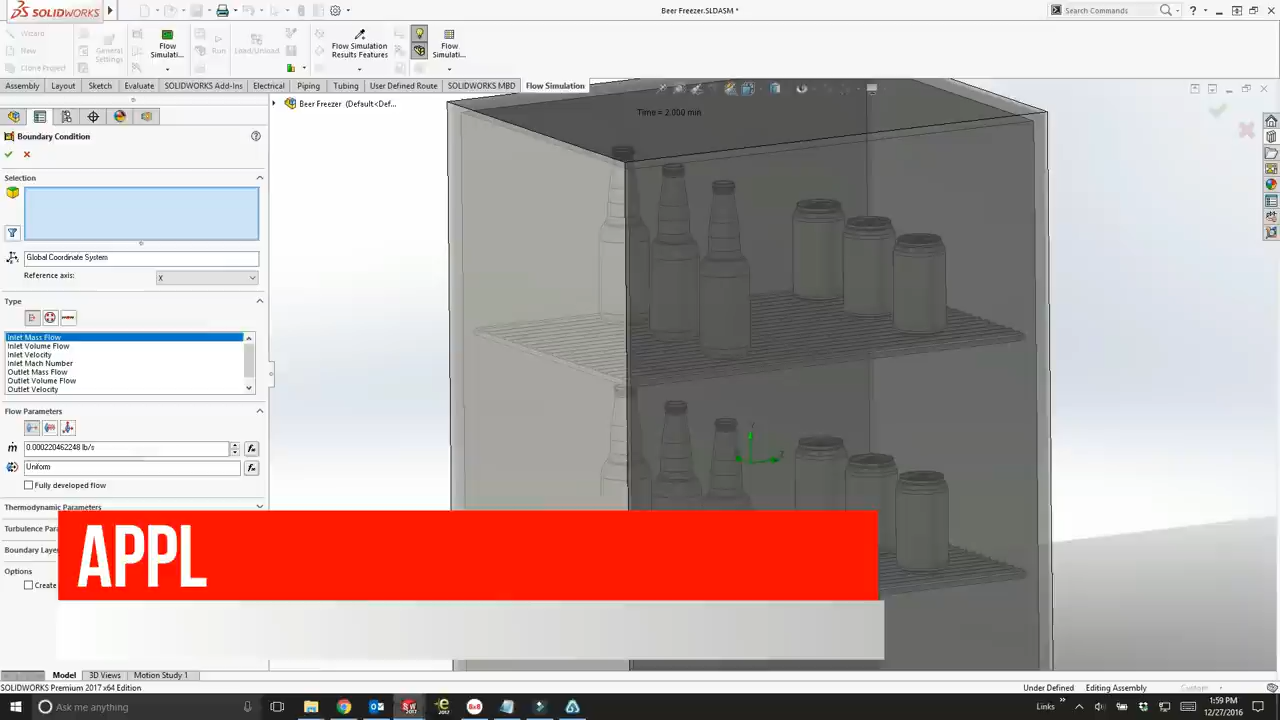 SOLIDWORKS
Beer Freezer.SLDASM *
Search Commands
Wizard
New
Clone Project
General Settings
Flow Simulati...
Run
Load/Unload
Flow Simulation Results Features
Flow Simulati...
Assembly
Layout
Sketch
Evaluate
SOLIDWORKS Add-Ins
Electrical
Piping
Tubing
User Defined Route
SOLIDWORKS MBD
Flow Simulation
Beer Freezer (Default<Def...
Time = 2.000 min
Boundary Condition
Selection
Global Coordinate System
Reference axis:
X
Type
Inlet Mass Flow
Inlet Volume Flow
Inlet Velocity
Inlet Mach Number
Outlet Mass Flow
Outlet Volume Flow
Outlet Velocity
Flow Parameters
0.000220462248 lb/s
Uniform
Fully developed flow
Thermodynamic Parameters
Turbulence Par
Boundary Layer
Options
Create
APPL
Model
3D Views
Motion Study 1
SOLIDWORKS Premium 2017 x64 Edition
Under Defined
Editing Assembly
Custom
Ask me anything
Links
1:59 PM
12/27/2016